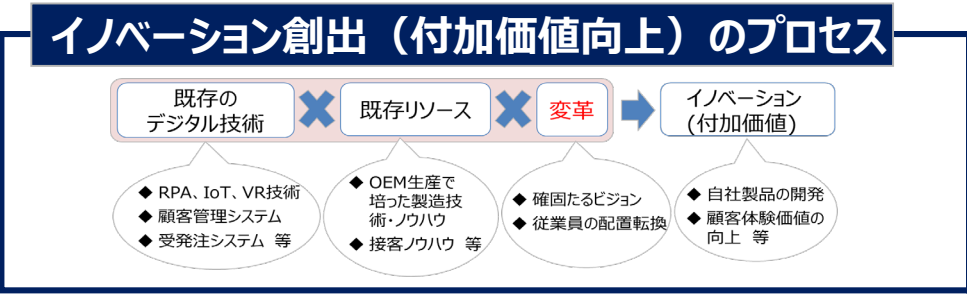 イノベーション創出（付加価値向上）のプロセス
既存の
デジタル技術
既存リソース
変革
イノベーション
(付加価値)
◆ RPA、IoT、VR技術
◆ 顧客管理システム
◆ 受発注システム 等
◆ OEM生産で
培った製造技
術・ノウハウ
◆ 接客ノウハウ 等
◆ 確固たるビジョン
◆ 従業員の配置転換
◆ 自社製品の開発
◆ 顧客体験価値の
向上 等